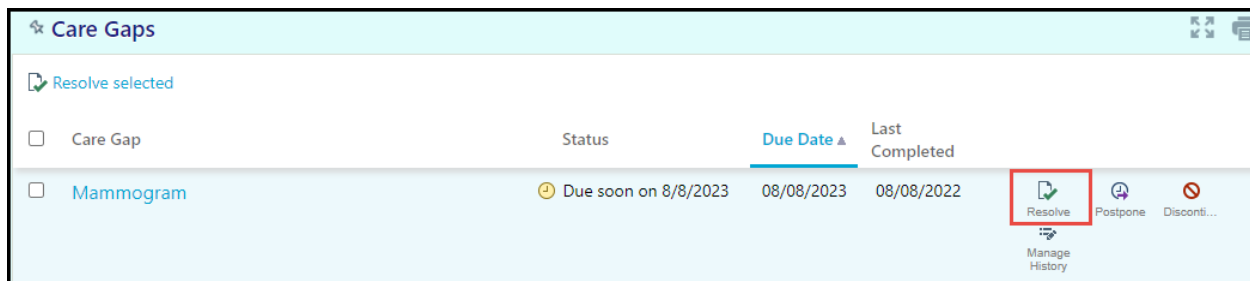 Care Gaps
Resolve selected
Care Gap Status Due Date Last
Completed
Mammogram Due soon on 8/8/2023 08/08/2023 08/08/2022
Resolve Postpone Disconti...
Manage
History